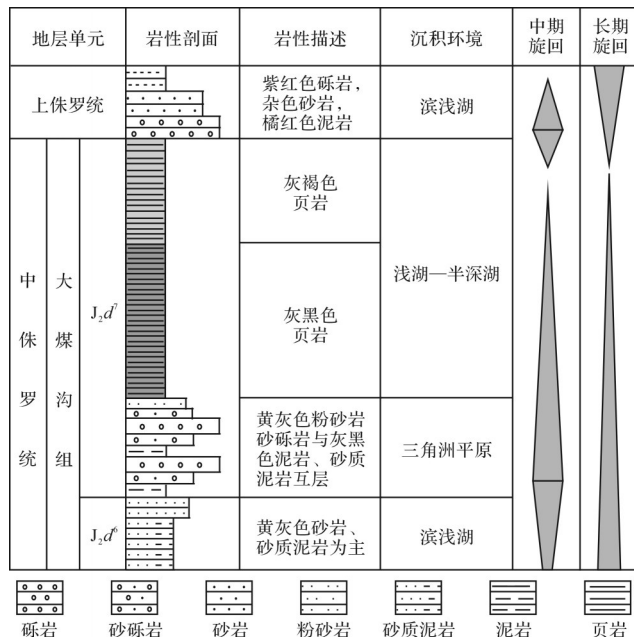 地层单元 岩性剖面 岩性描述 沉积环境 中期 长期
旋回 旋回
上侏罗统
紫红色砾岩，
杂色砂岩，
橘红色泥岩
滨浅湖
中侏罗统
大煤沟组
J₂d⁷
灰褐色
页岩
灰黑色
页岩
浅湖—半深湖
黄灰色粉砂岩
砂砾岩与灰黑
色泥岩、砂质
泥岩互层
三角洲平原
J₂d⁶
黄灰色砂岩、
砂质泥岩为主
滨浅湖
砾岩 砂砾岩 砂岩 粉砂岩 砂质泥岩 泥岩 页岩